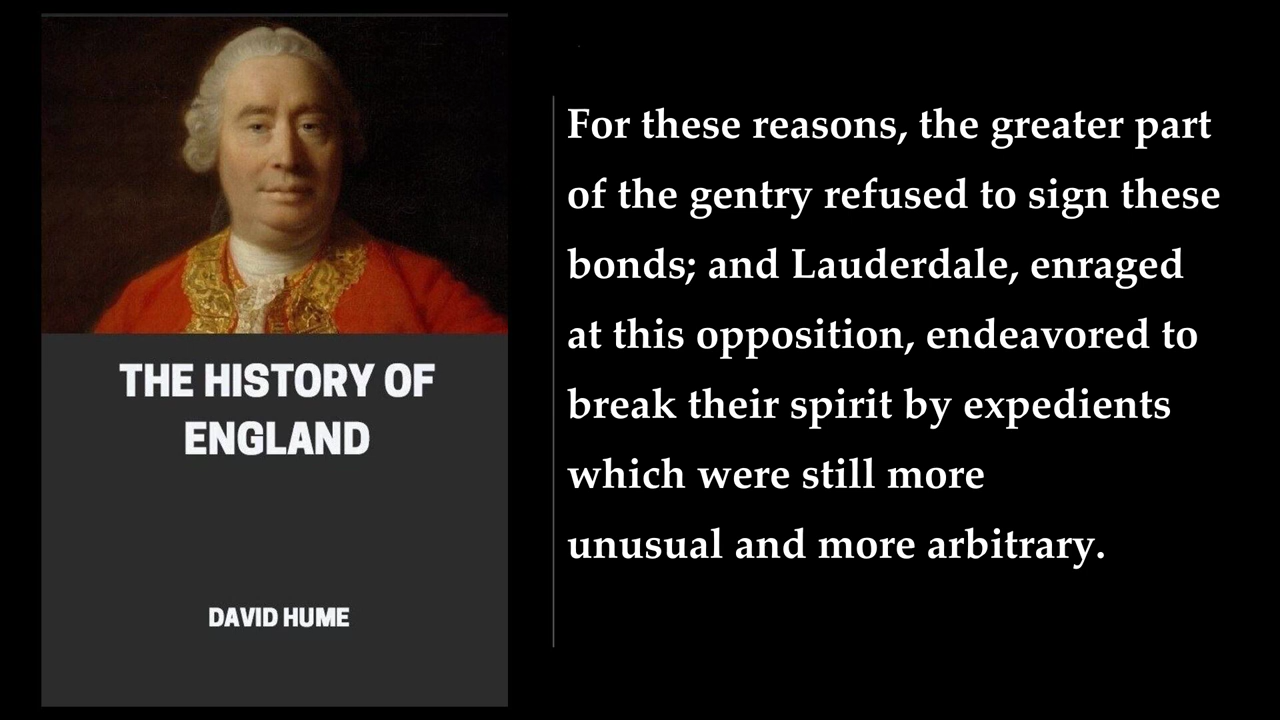 THE HISTORY OF
ENGLAND
DAVID HUME
For these reasons, the greater part
of the gentry refused to sign these
bonds; and Lauderdale, enraged
at this opposition, endeavored to
break their spirit by expedients
which were still more
unusual and more arbitrary.